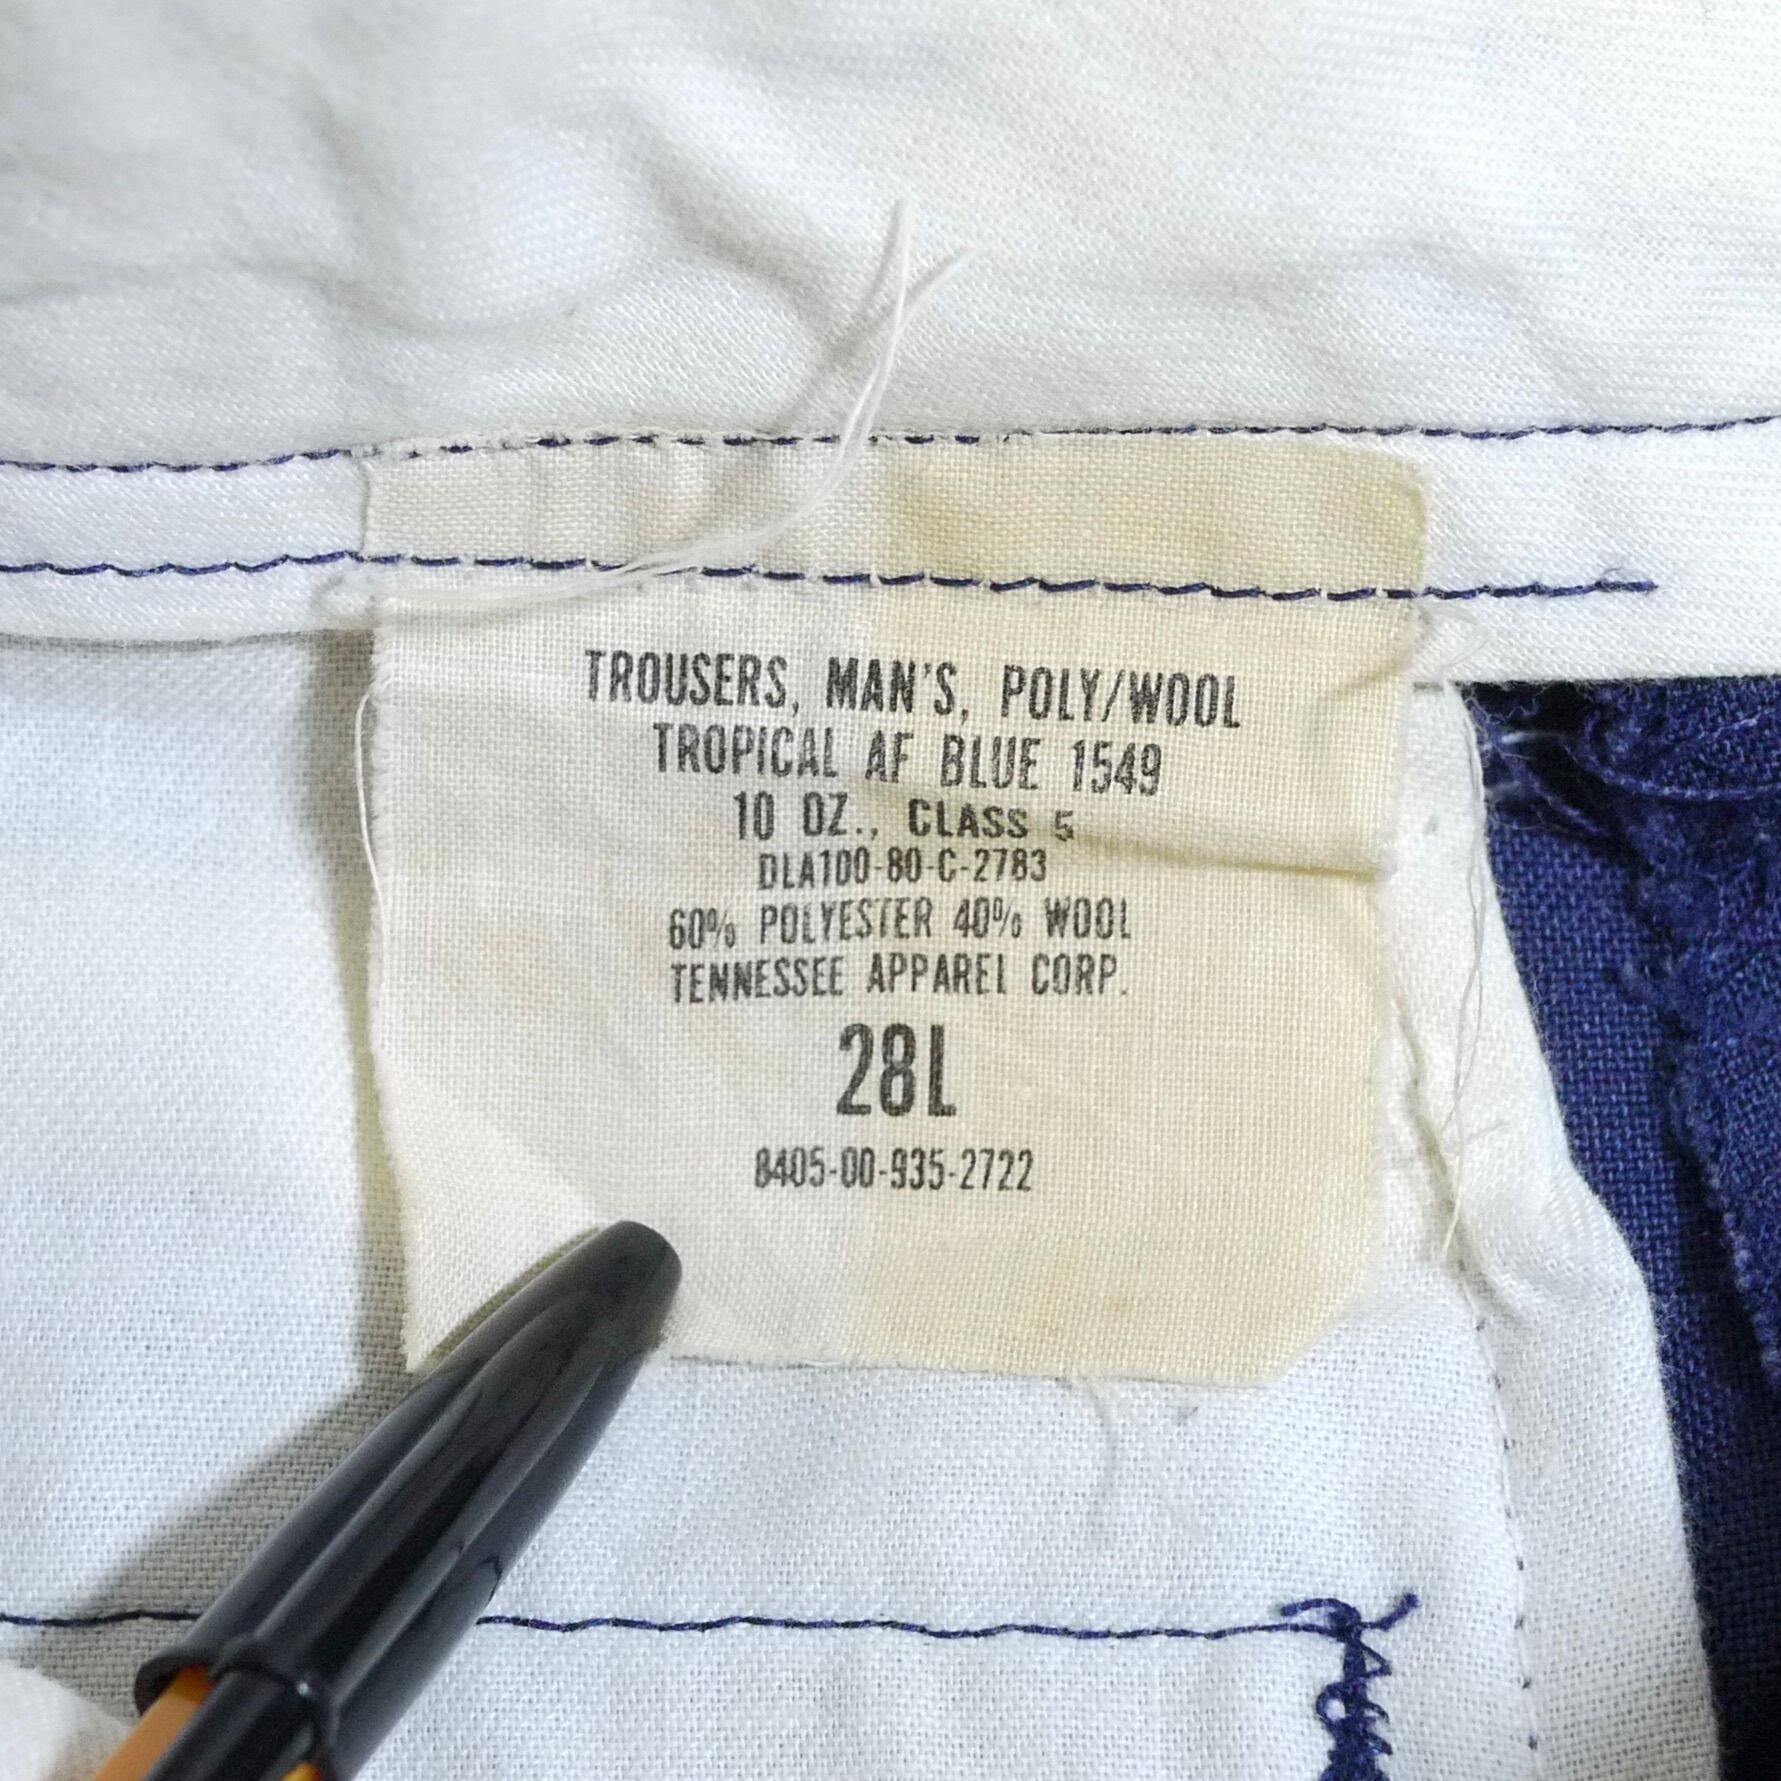 TROUSERS, MAN'S, POLY/WOOL
TROPICAL AF BLUE 1549
10 OZ., CLASS 5
DLA100-80-C-2783
60% POLYESTER 40% WOOL
TENNESSEE APPAREL CORP.
28L
8405-00-935-2722